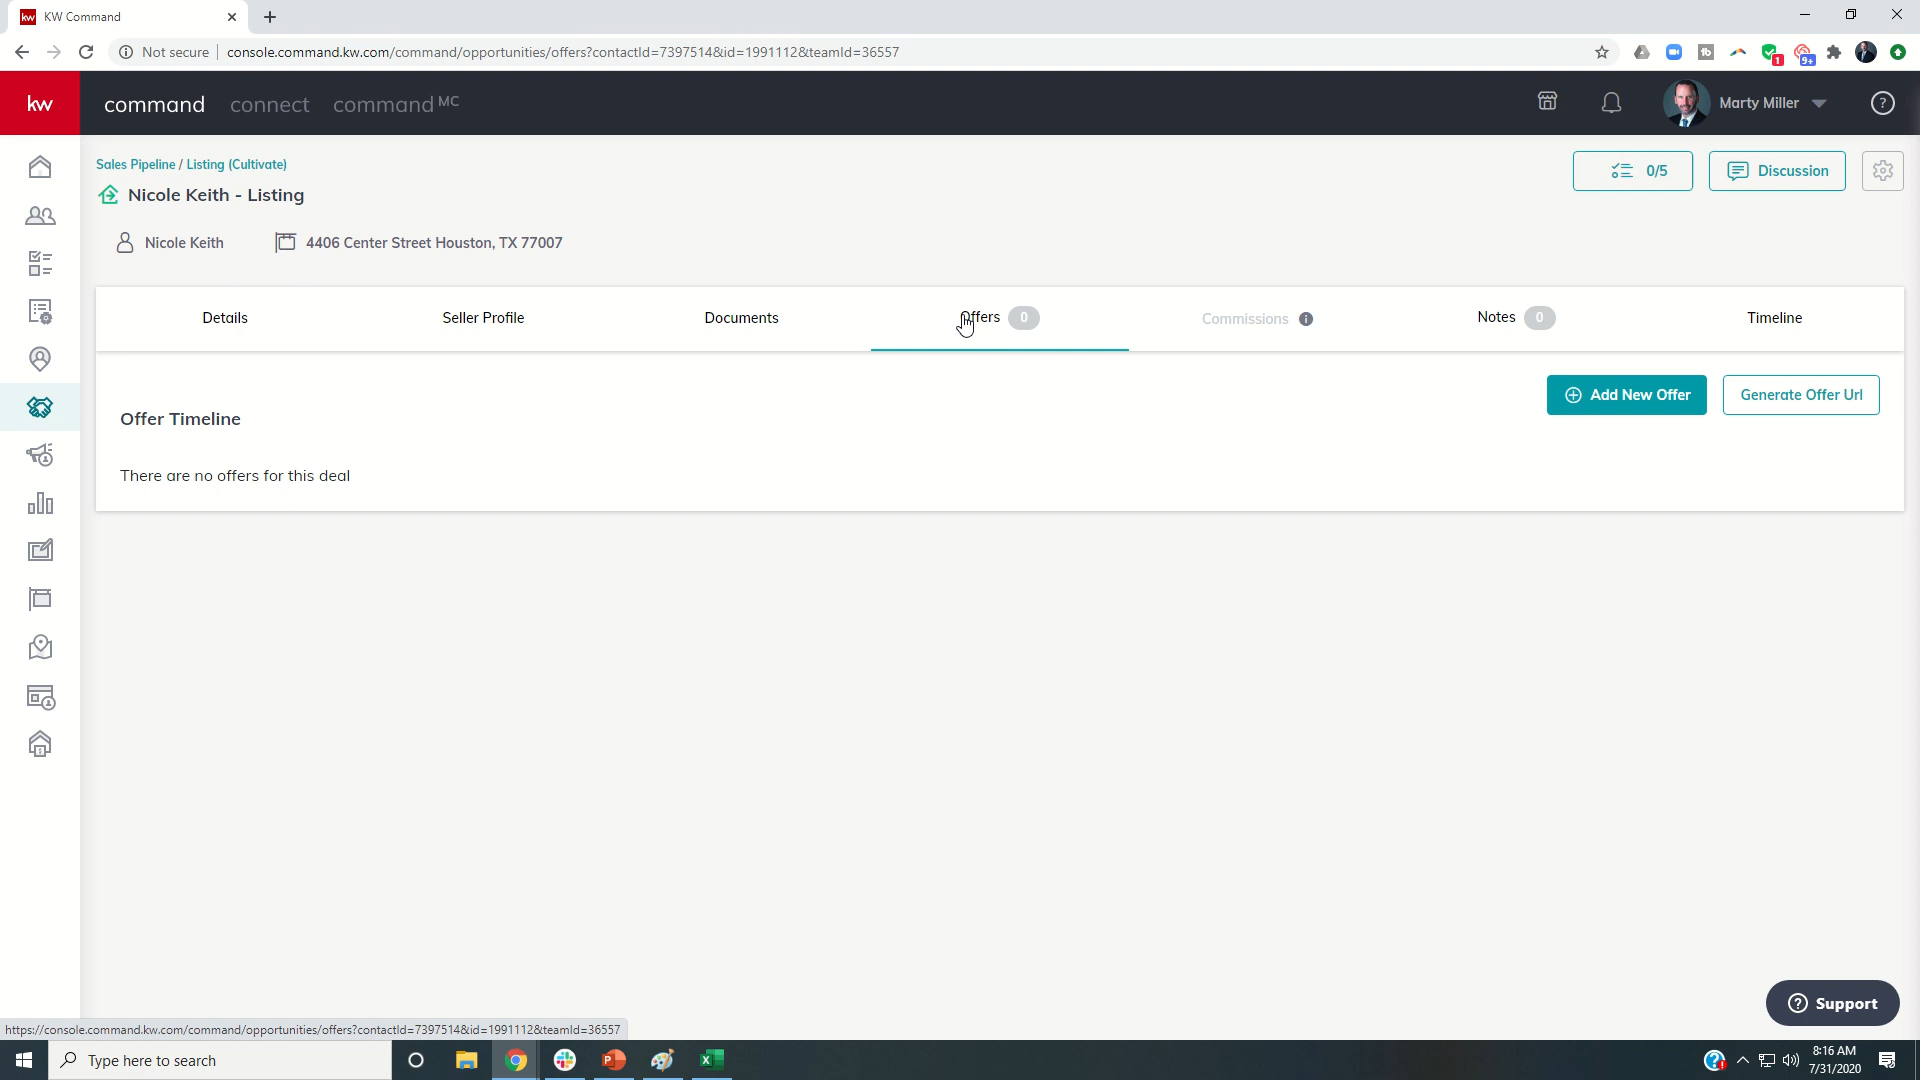 KW Command
Not secure
console.command.kw.com/command/opportunities/offers?contactId=7397514&id=1991112&teamId=36557
1
9+
kw
command
connect
command MC
Marty Miller
Sales Pipeline / Listing (Cultivate)
0/5
Discussion
Nicole Keith - Listing
Nicole Keith
4406 Center Street Houston, TX 77007
Details
Seller Profile
Documents
Offers 0
Commissions
Notes 0
Timeline
Add New Offer
Generate Offer Url
Offer Timeline
There are no offers for this deal
Support
https://console.command.kw.com/command/opportunities/offers?contactId=7397514&id=1991112&teamId=36557
Type here to search
8:16 AM
7/31/2020